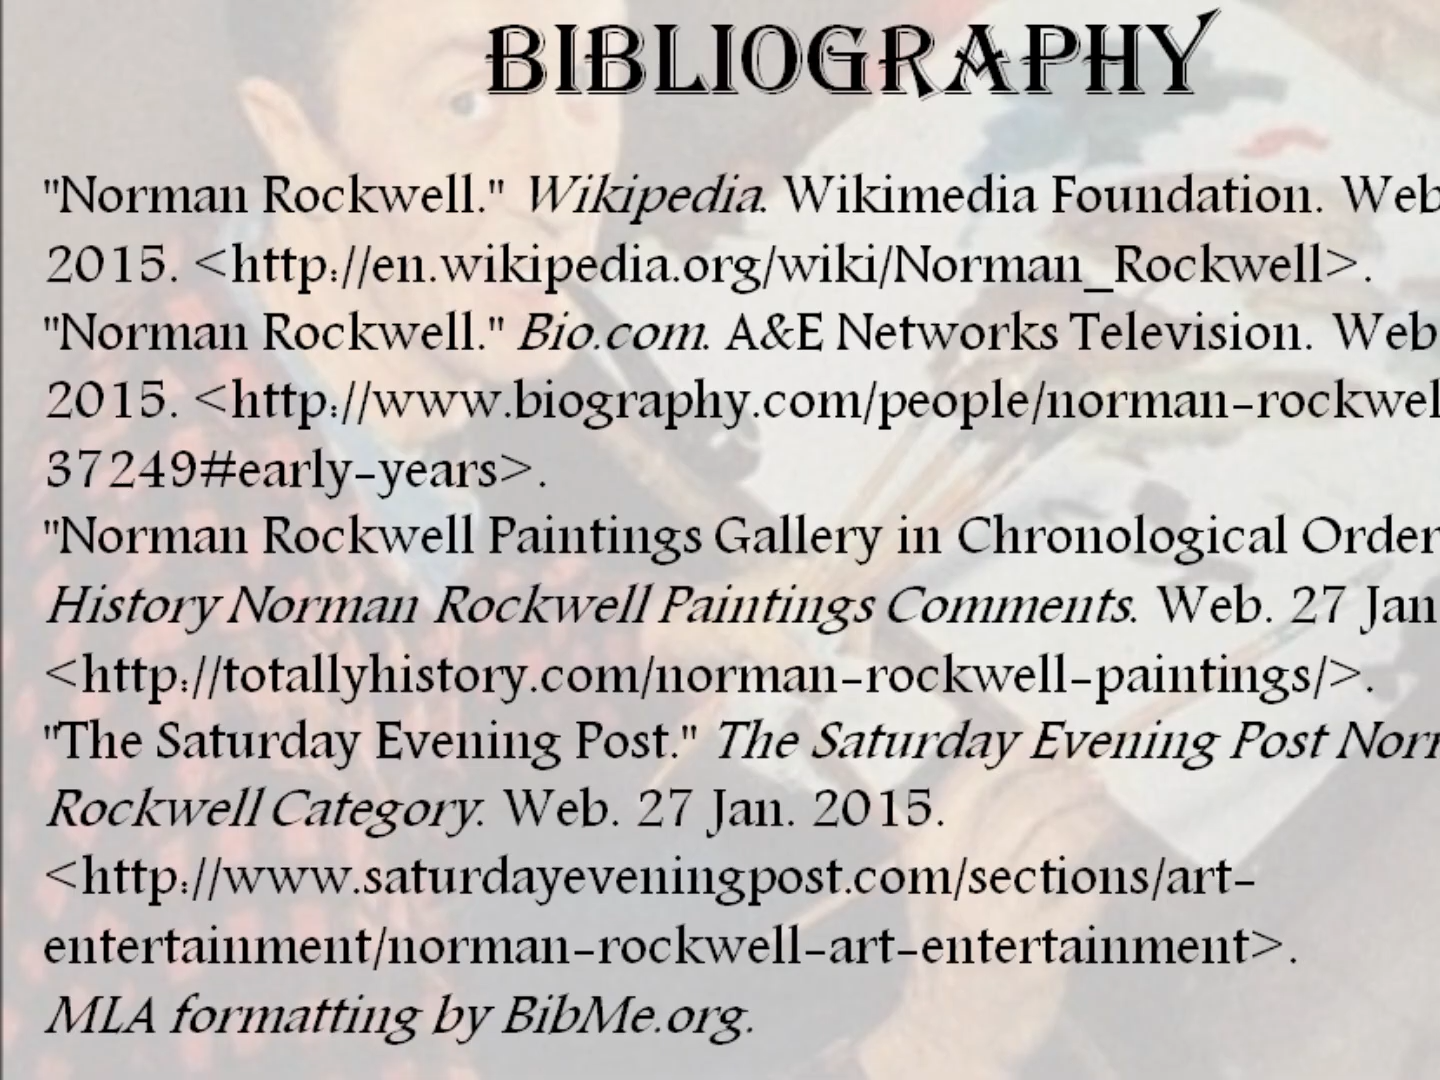 BIBLIOGRAPHY
"Norman Rockwell." Wikipedia. Wikimedia Foundation. Web
2015. <http://en.wikipedia.org/wiki/Norman_Rockwell>.
"Norman Rockwell." Bio.com. A&E Networks Television. Web
2015. <http://www.biography.com/people/norman-rockwel
37249#early-years>.
"Norman Rockwell Paintings Gallery in Chronological Order
History Norman Rockwell Paintings Comments. Web. 27 Jan
<http://totallyhistory.com/norman-rockwell-paintings/>.
"The Saturday Evening Post." The Saturday Evening Post Nor
Rockwell Category. Web. 27 Jan. 2015.
<http://www.saturdayeveningpost.com/sections/art-
entertainment/norman-rockwell-art-entertainment>.
MLA formatting by BibMe.org.